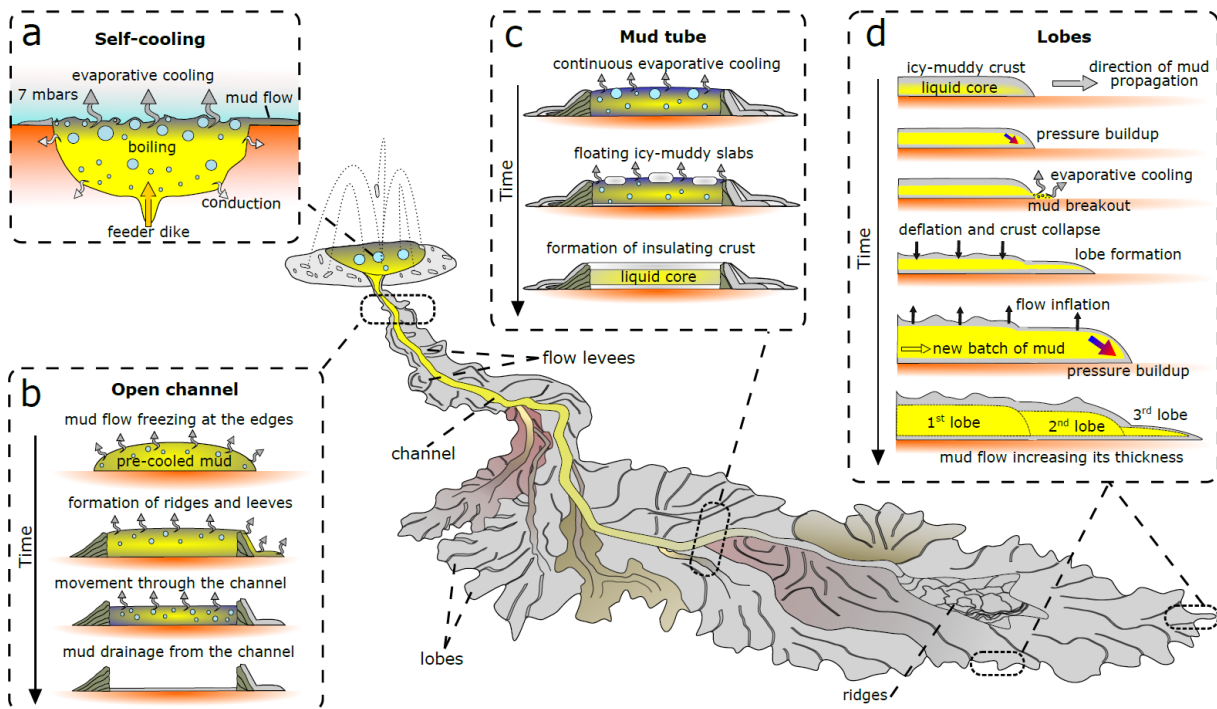 a
Self-cooling
evaporative cooling
7 mbars
mud flow
boiling
conduction
feeder dike
b
Open channel
Time
mud flow freezing at the edges
pre-cooled mud
formation of ridges and leeves
movement through the channel
mud drainage from the channel
c
Mud tube
Time
continuous evaporative cooling
floating icy-muddy slabs
formation of insulating crust
liquid core
d
Lobes
Time
icy-muddy crust
liquid core
direction of mud
propagation
pressure buildup
evaporative cooling
mud breakout
deflation and crust collapse
lobe formation
flow inflation
new batch of mud
pressure buildup
1st lobe
2nd lobe
3rd lobe
mud flow increasing its thickness
flow levees
channel
lobes
ridges